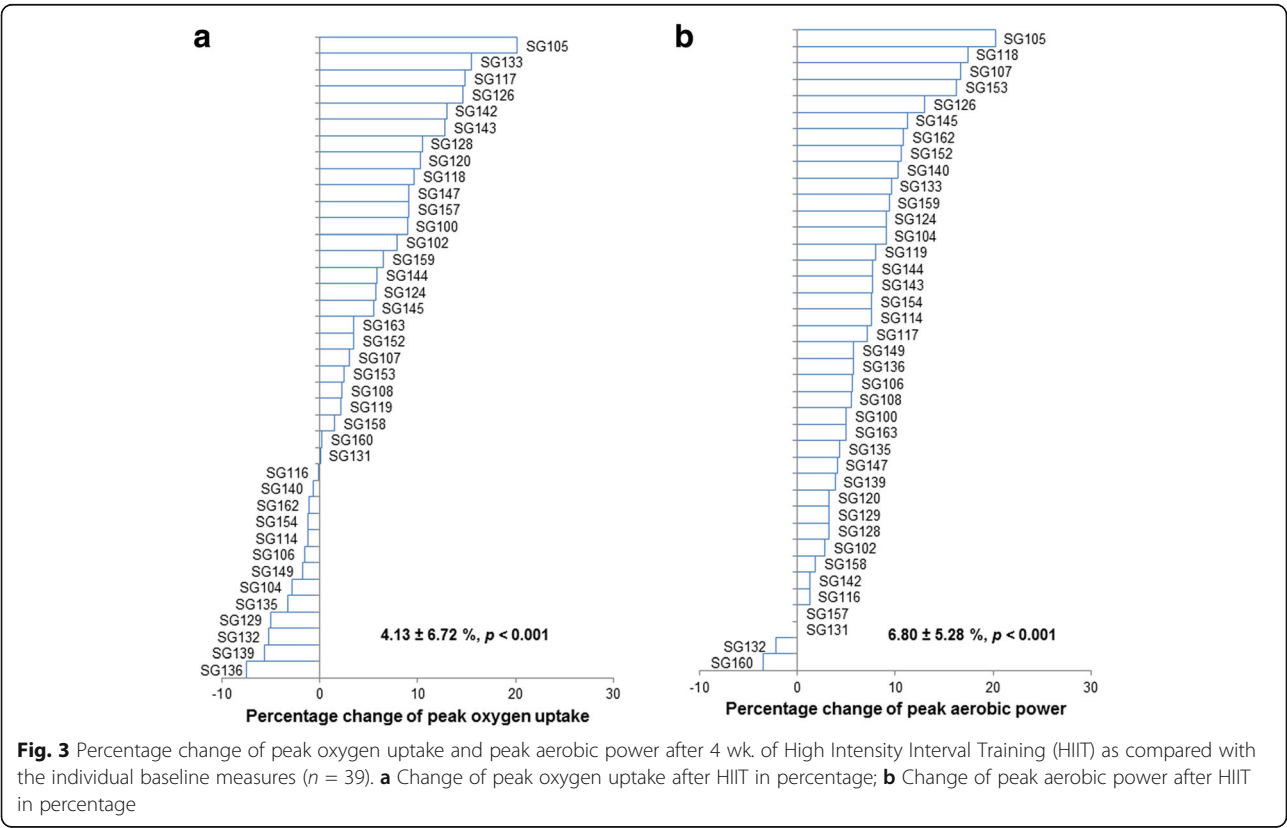 a
SG105
SG133
SG117
SG126
SG142
SG143
SG128
SG120
SG118
SG147
SG157
SG100
SG102
SG159
SG144
SG124
SG145
SG163
SG152
SG107
SG153
SG108
SG119
SG158
SG160
SG131
SG116
SG140
SG162
SG154
SG114
SG106
SG149
SG104
SG135
SG129
SG132
SG139
SG136
4.13 ± 6.72 %, p < 0.001
-10 0 10 20 30
Percentage change of peak oxygen uptake
b
SG105
SG118
SG107
SG153
SG126
SG145
SG162
SG152
SG140
SG133
SG159
SG124
SG104
SG119
SG144
SG143
SG154
SG114
SG117
SG149
SG136
SG106
SG108
SG100
SG163
SG135
SG147
SG139
SG120
SG129
SG128
SG102
SG158
SG142
SG116
SG157
SG131
SG132
SG160
6.80 ± 5.28 %, p < 0.001
-10 0 10 20 30
Percentage change of peak aerobic power
Fig. 3 Percentage change of peak oxygen uptake and peak aerobic power after 4 wk. of High Intensity Interval Training (HIIT) as compared with
the individual baseline measures (n = 39). a Change of peak oxygen uptake after HIIT in percentage; b Change of peak aerobic power after HIIT
in percentage